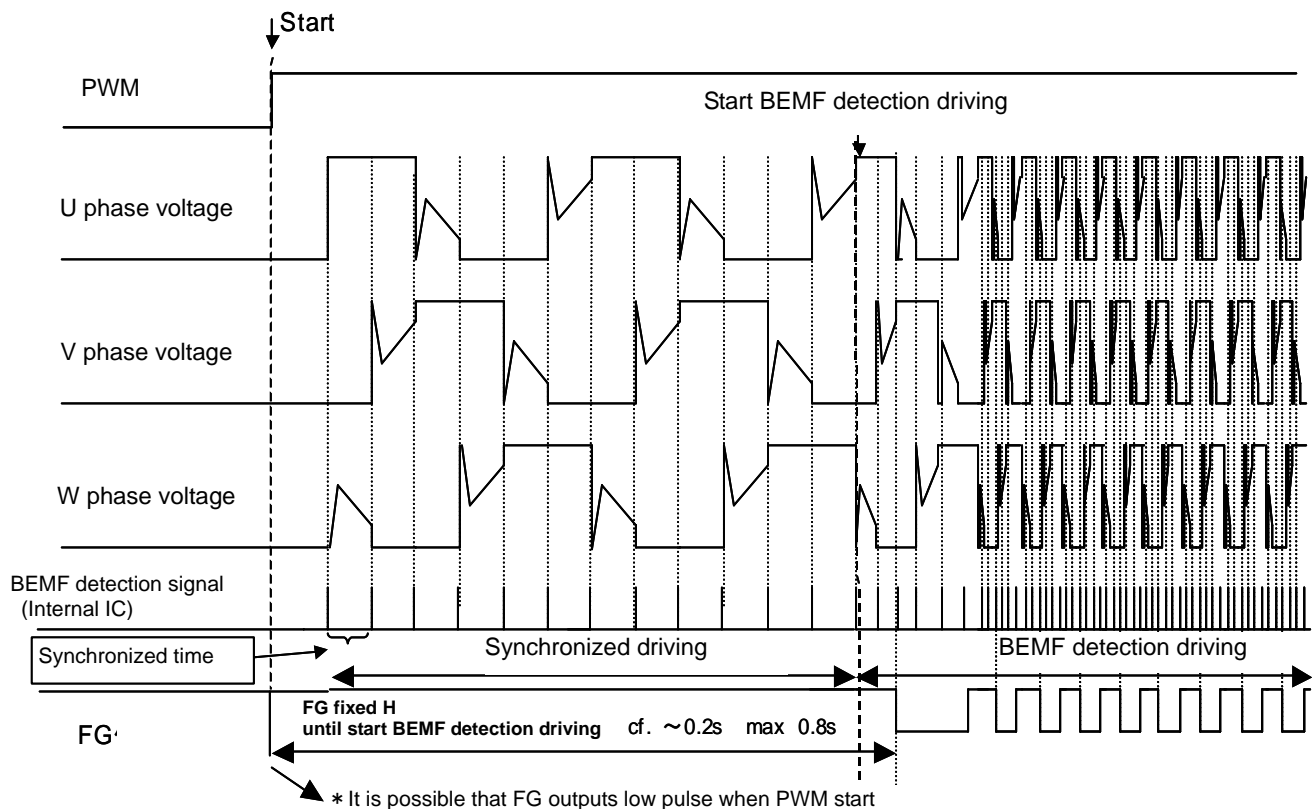 Start
PWM
Start BEMF detection driving
U phase voltage
V phase voltage
W phase voltage
BEMF detection signal
(Internal IC)
Synchronized time
Synchronized driving
BEMF detection driving
FG fixed H
until start BEMF detection driving cf. ~0.2s max 0.8s
FG
* It is possible that FG outputs low pulse when PWM start